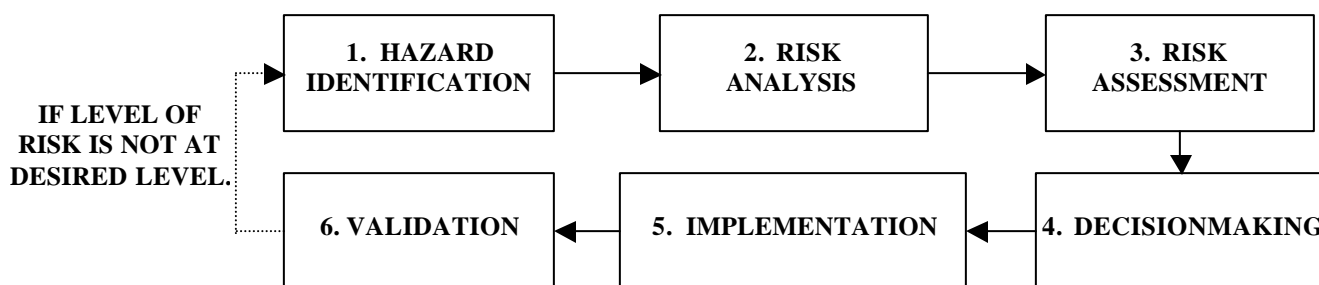 1. HAZARD
IDENTIFICATION
2. RISK
ANALYSIS
3. RISK
ASSESSMENT
IF LEVEL OF
RISK IS NOT AT
DESIRED LEVEL.
6. VALIDATION
5. IMPLEMENTATION
4. DECISIONMAKING